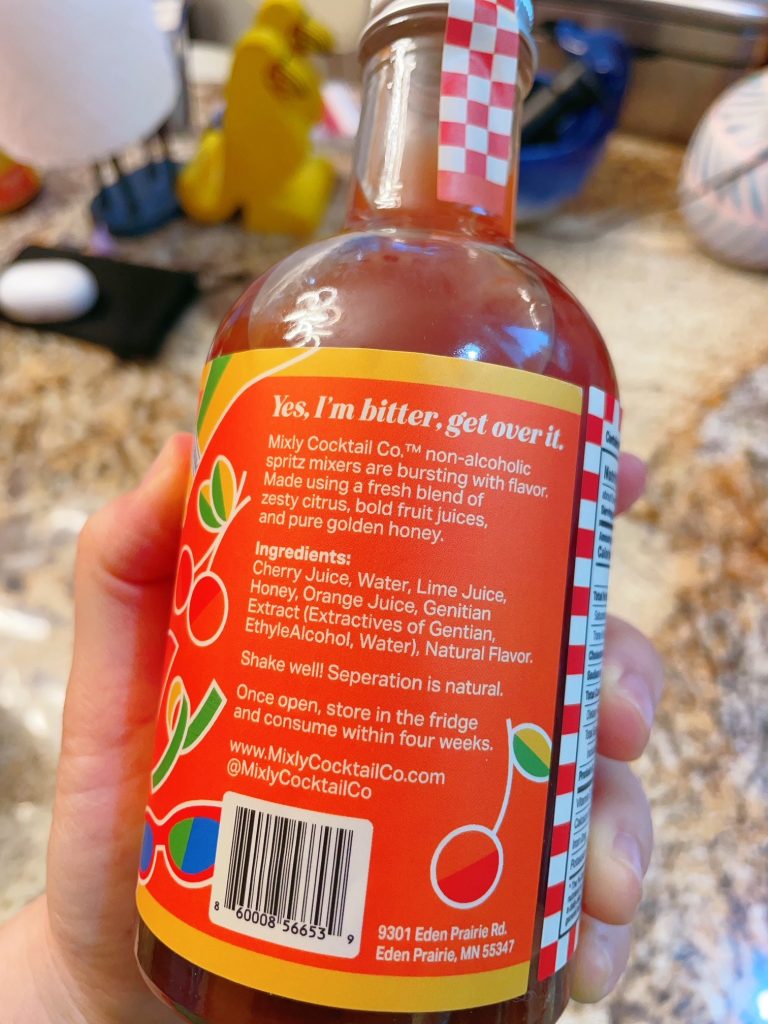 Yes, I'm bitter, get over it.
Mixly Cocktail Co.™ non-alcoholic
spritz mixers are bursting with flavor.
Made using a fresh blend of
zesty citrus, bold fruit juices,
and pure golden honey.
Ingredients:
Cherry Juice, Water, Lime Juice,
Honey, Orange Juice, Genitian
Extract (Extractives of Gentian,
EthyleAlcohol, Water), Natural Flavor.
Shake well! Seperation is natural.
Once open, store in the fridge
and consume within four weeks.
www.MixlyCocktailCo.com
@MixlyCocktailCo
8 60008 56653 9
9301 Eden Prairie Rd.
Eden Prairie, MN 55347